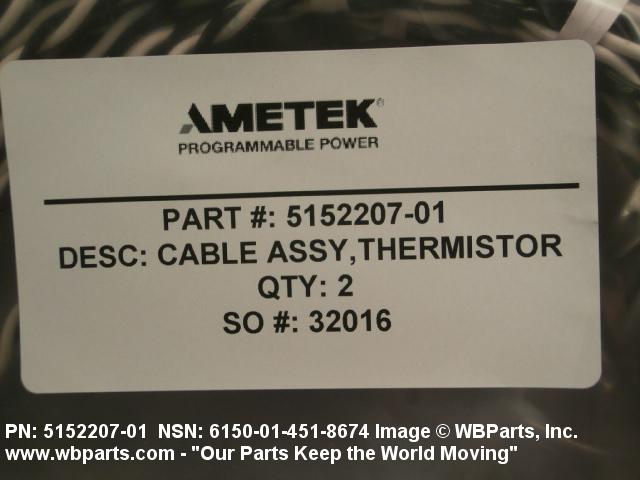 AMETEK®
PROGRAMMABLE POWER
PART #: 5152207-01
DESC: CABLE ASSY,THERMISTOR
QTY: 2
SO #: 32016
PN: 5152207-01 NSN: 6150-01-451-8674 Image © WBParts, Inc.
www.wbparts.com - "Our Parts Keep the World Moving"